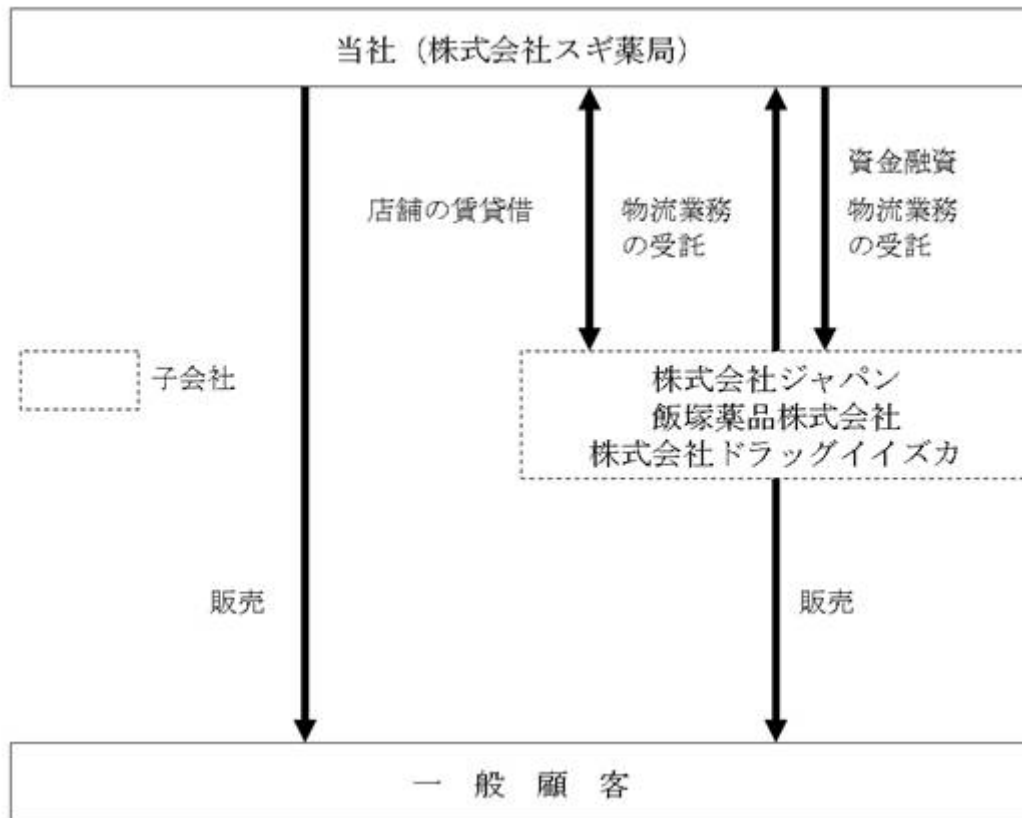 当社(株式会社スギ薬局)
資金融資
店舗の賃貸借
物流業務
の受託
物流業務
の受託
子会社
株式会社ジャパン
飯塚薬品株式会社
株式会社ドラッグイイズカ
販売
販売
一般顧客